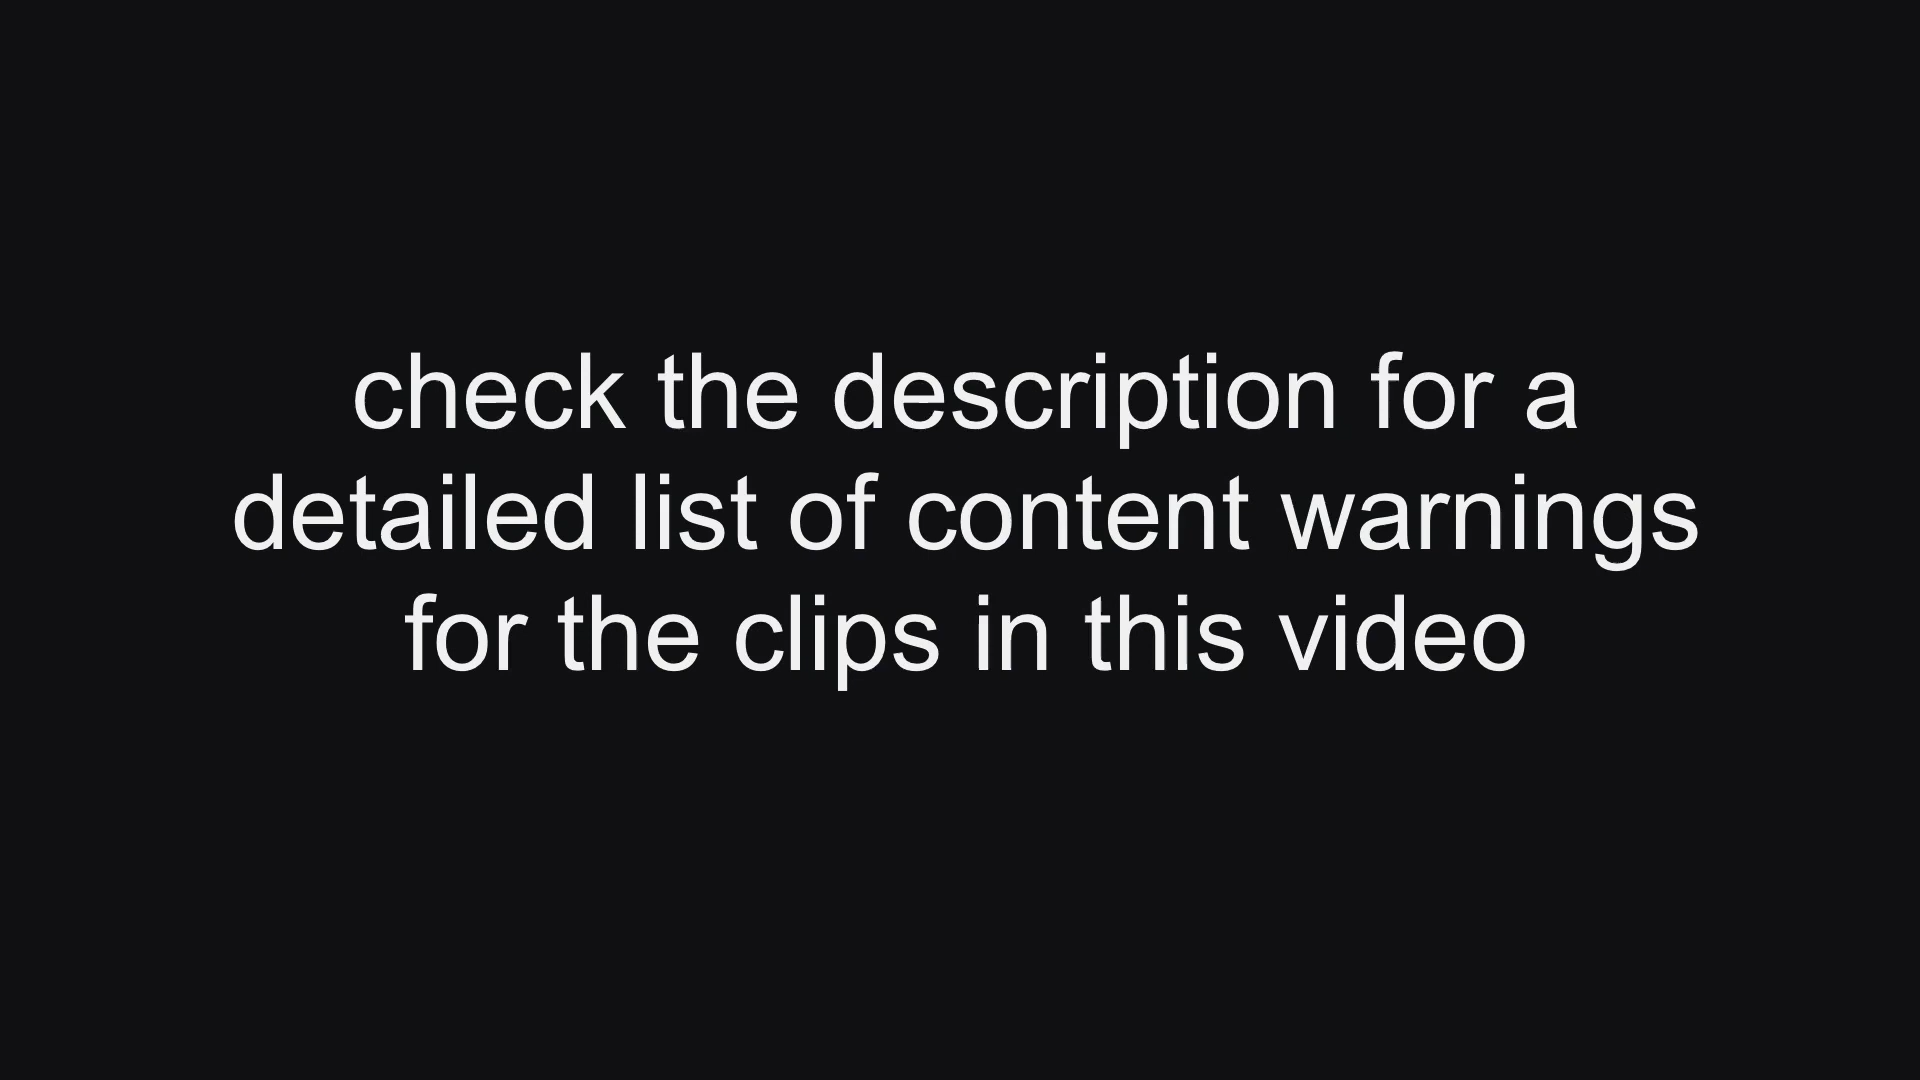 check the description for a
detailed list of content warnings
for the clips in this video